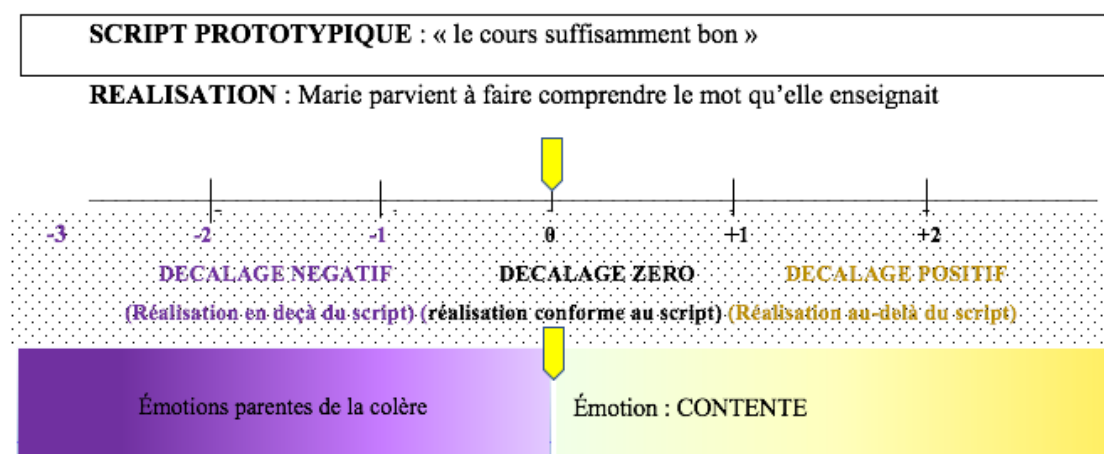 SCRIPT PROTOTYPIQUE : « le cours suffisamment bon »
REALISATION : Marie parvient à faire comprendre le mot qu'elle enseignait
-3 -2 -1 0 +1 +2
DECALAGE NEGATIF DECALAGE ZERO DECALAGE POSITIF
(Réalisation en deçà du script) (réalisation conforme au script) (Réalisation au-delà du script)
Émotions parentes de la colère Émotion : CONTENTE